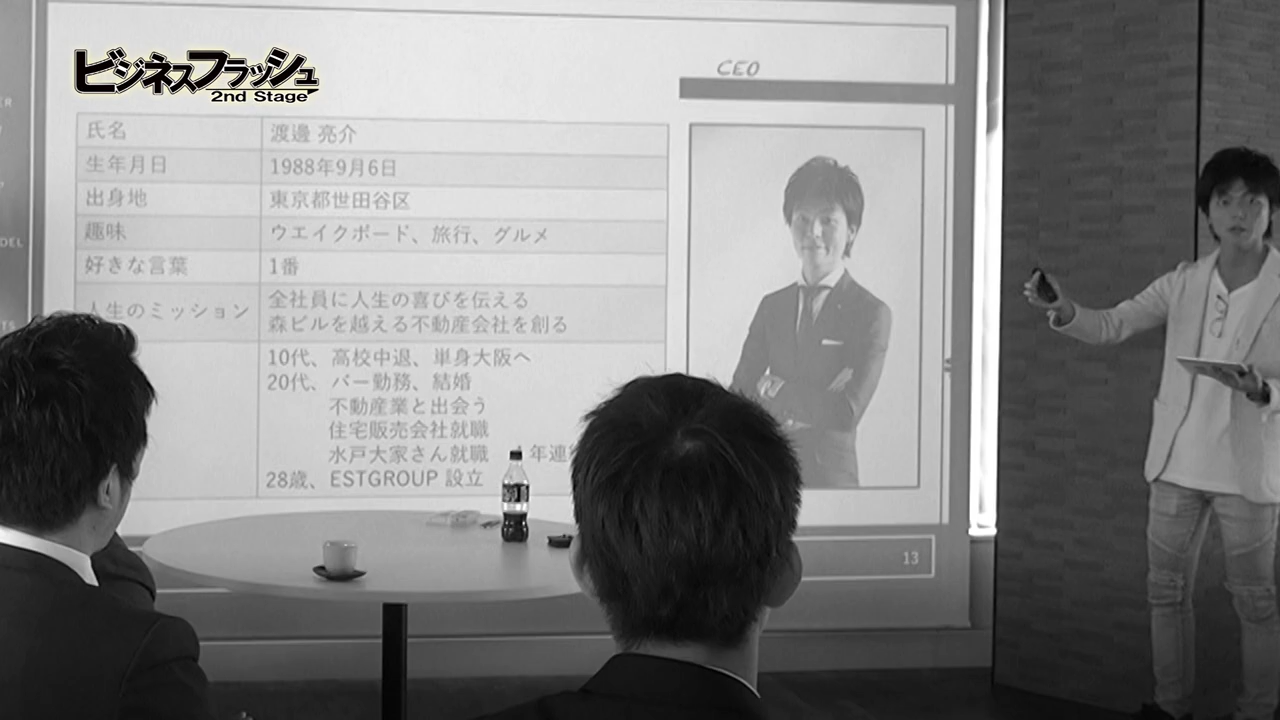 ビジネスフラッシュ
2nd Stage
CEO
氏名 渡邉 亮介
生年月日 1988年9月6日
出身地 東京都世田谷区
趣味 ウエイクボード、旅行、グルメ
好きな言葉 1番
人生のミッション 全社員に人生の喜びを伝える
森ビルを越える不動産会社を創る
10代、高校中退、単身大阪へ
20代、バー勤務、結婚
不動産業と出会う
住宅販売会社就職
水戸大家さん就職 年連
28歳、ESTGROUP 設立
13